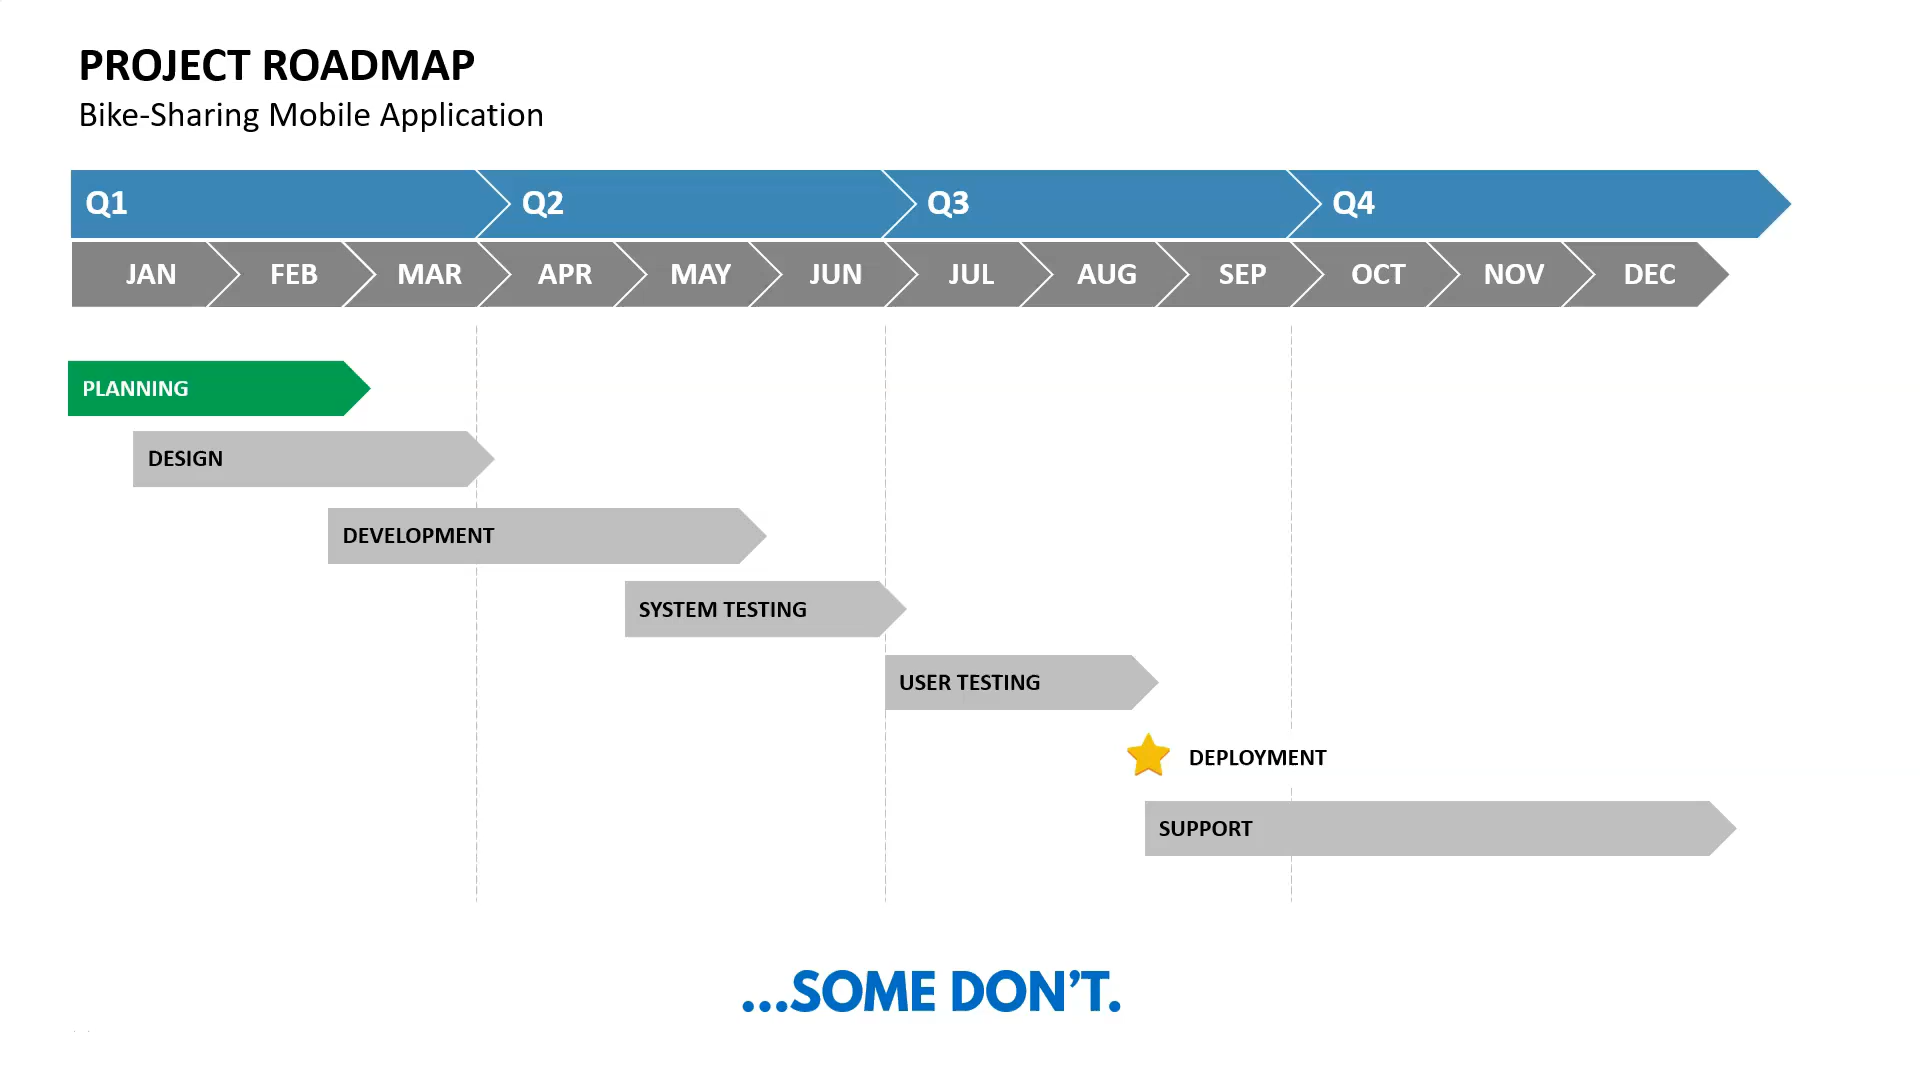 PROJECT ROADMAP
Bike-Sharing Mobile Application
Q1 Q2 Q3 Q4
JAN FEB MAR APR MAY JUN JUL AUG SEP OCT NOV DEC
PLANNING
DESIGN
DEVELOPMENT
SYSTEM TESTING
USER TESTING
DEPLOYMENT
SUPPORT
...SOME DON’T.